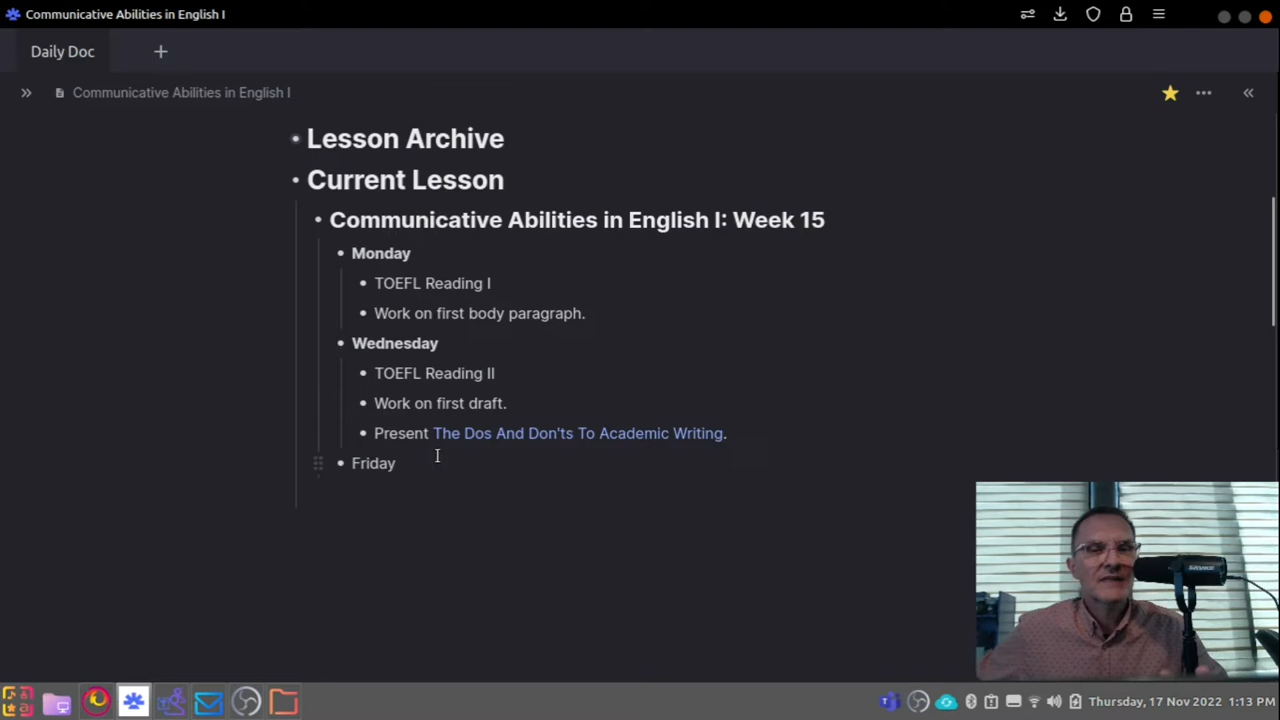 Communicative Abilities in English I
Daily Doc
Communicative Abilities in English I
Lesson Archive
Current Lesson
Communicative Abilities in English I: Week 15
Monday
TOEFL Reading I
Work on first body paragraph.
Wednesday
TOEFL Reading II
Work on first draft.
Present The Dos And Don'ts To Academic Writing.
Friday
Thursday, 17 Nov 2022 1:13 PM